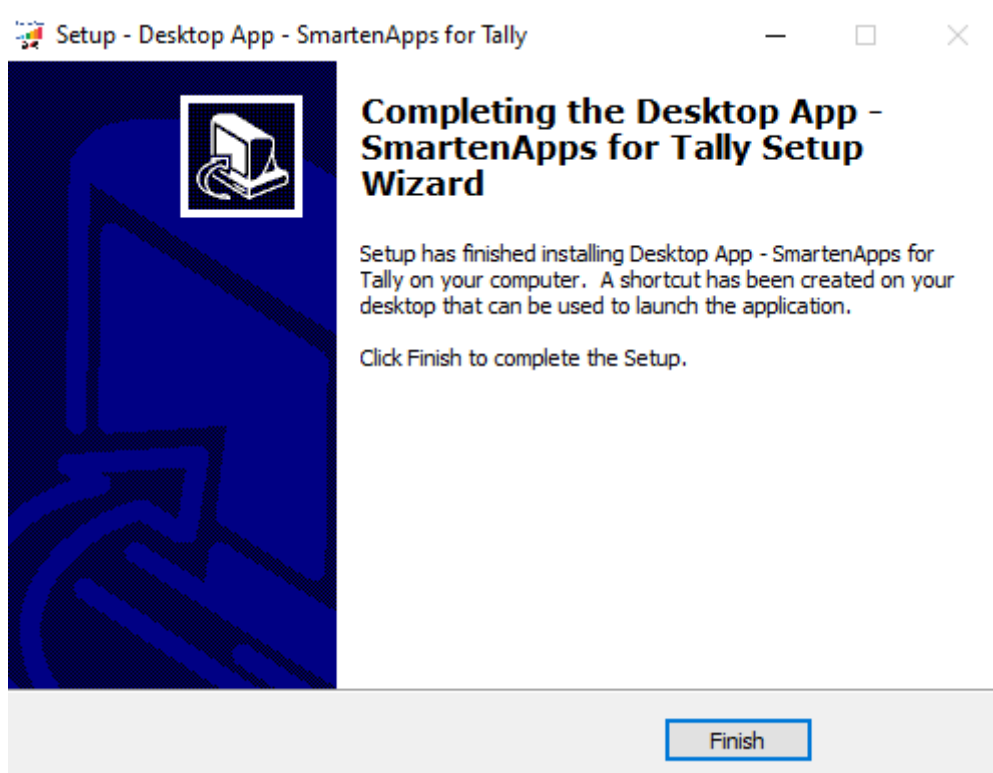 Setup - Desktop App - SmartenApps for Tally
Completing the Desktop App -
SmartenApps for Tally Setup
Wizard
Setup has finished installing Desktop App - SmartenApps for
Tally on your computer.  A shortcut has been created on your
desktop that can be used to launch the application.
Click Finish to complete the Setup.
Finish